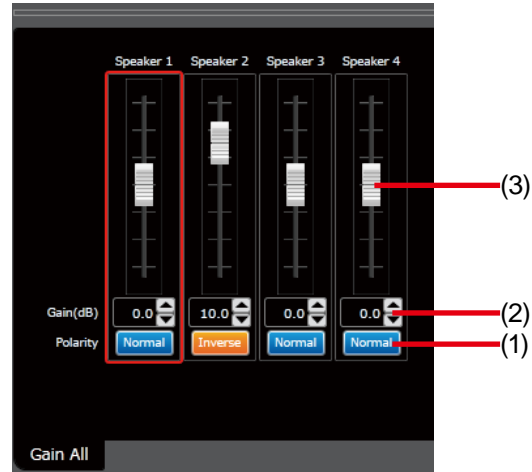 Speaker 1 Speaker 2 Speaker 3 Speaker 4
(3)
Gain(dB) 0.0 10.0 0.0 0.0 (2)
Polarity Normal Inverse Normal Normal (1)
Gain All